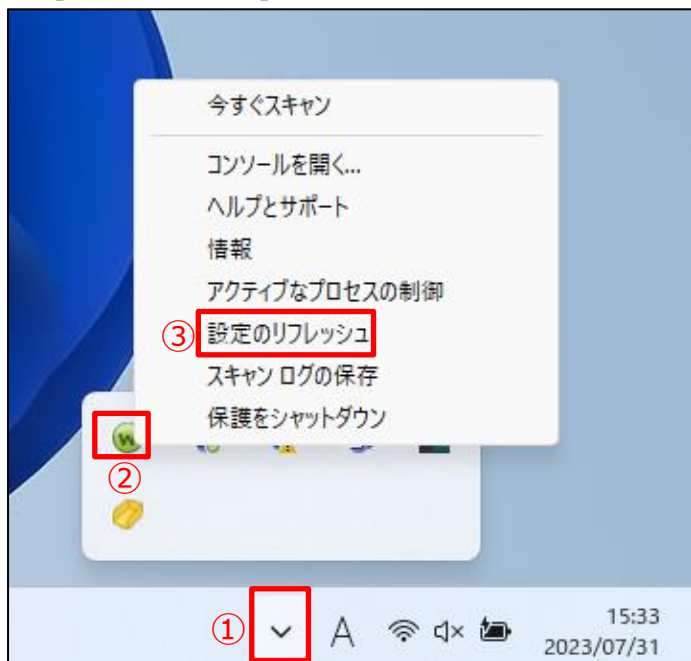 今すぐスキャン
コンソールを開く...
ヘルプとサポート
情報
アクティブなプロセスの制御
③ 設定のリフレッシュ
スキャン ログの保存
保護をシャットダウン
W
②
① A 15:33
2023/07/31